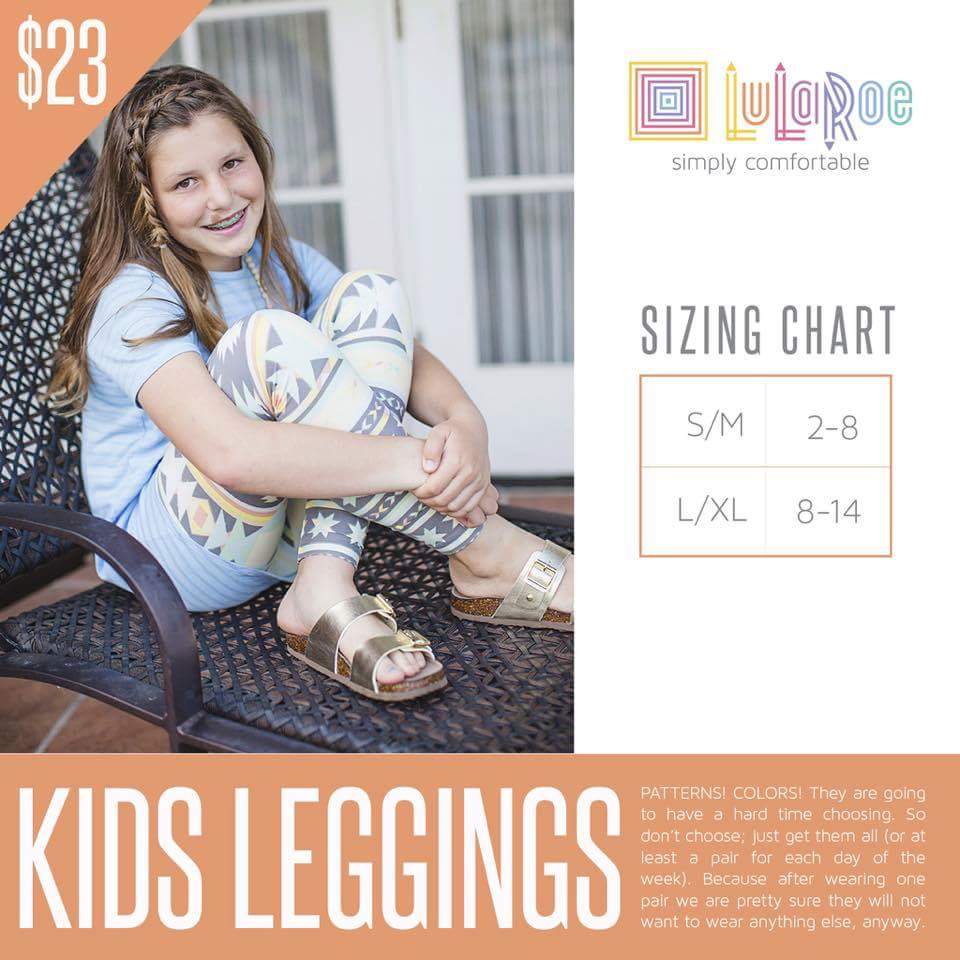 $23
LuLaRoe
simply comfortable
SIZING CHART
S/M 2-8
L/XL 8-14
KIDS LEGGINGS
PATTERNS! COLORS! They are going
to have a hard time choosing. So
don't choose; just get them all (or at
least a pair for each day of the
week). Because after wearing one
pair we are pretty sure they will not
want to wear anything else, anyway.